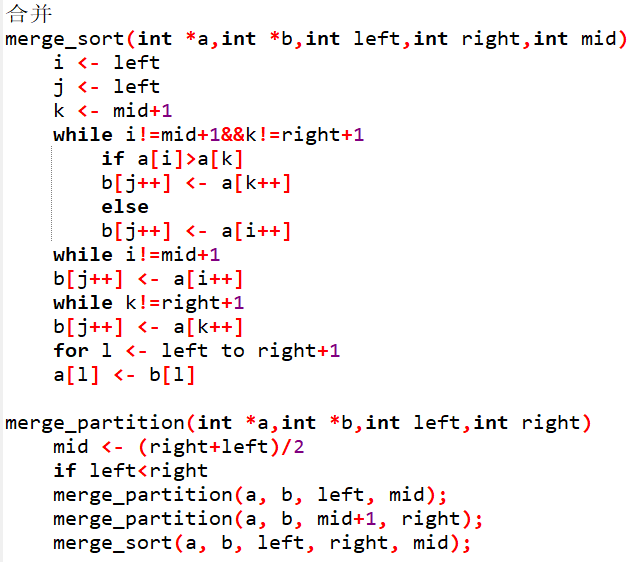 合并
merge_sort(int *a,int *b,int left,int right,int mid)
    i <- left
    j <- left
    k <- mid+1
    while i!=mid+1&&k!=right+1
        if a[i]>a[k]
        b[j++] <- a[k++]
        else
        b[j++] <- a[i++]
    while i!=mid+1
    b[j++] <- a[i++]
    while k!=right+1
    b[j++] <- a[k++]
    for l <- left to right+1
    a[l] <- b[l]

merge_partition(int *a,int *b,int left,int right)
    mid <- (right+left)/2
    if left<right
    merge_partition(a, b, left, mid);
    merge_partition(a, b, mid+1, right);
    merge_sort(a, b, left, right, mid);